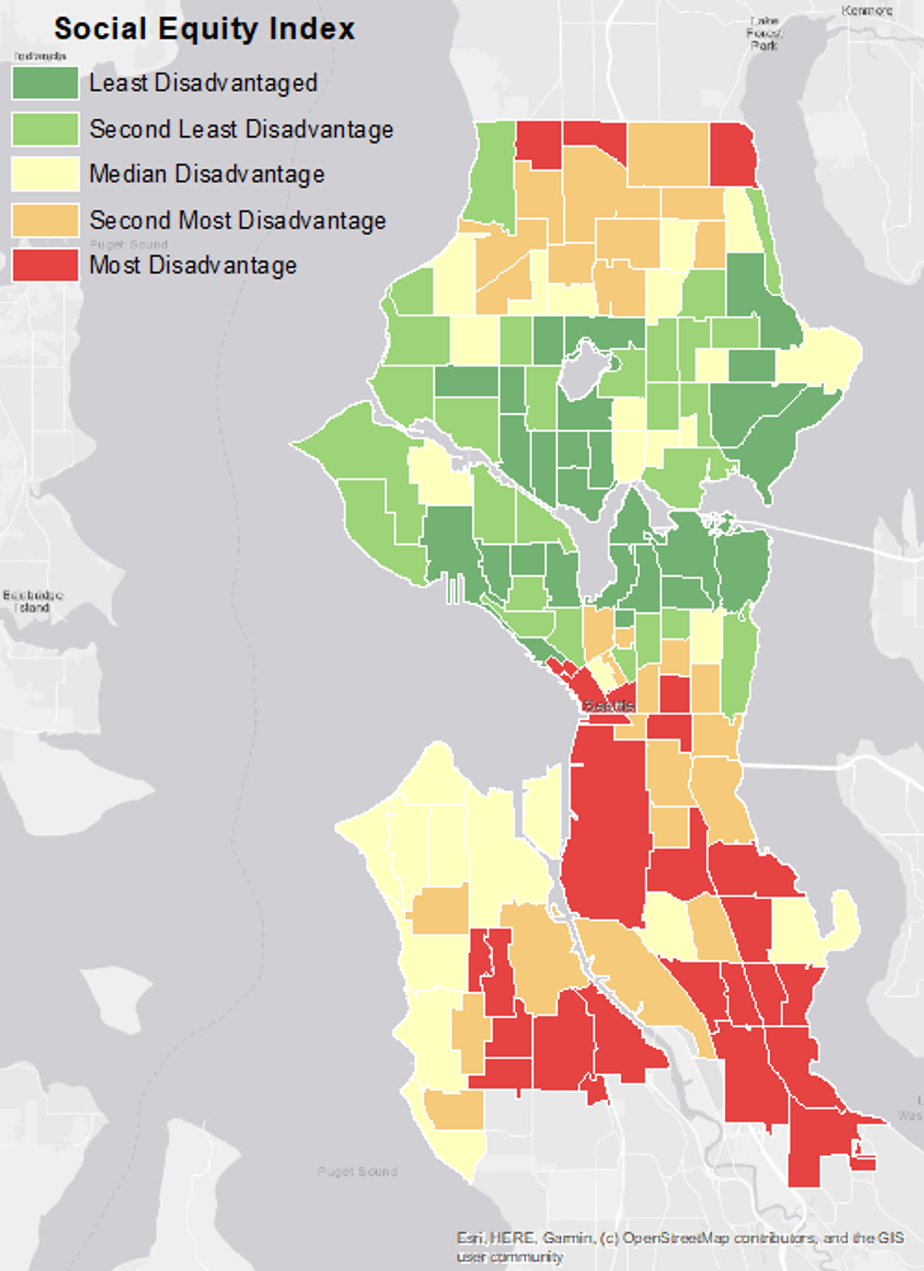 Social Equity Index
Indianola
Least Disadvantaged
Second Least Disadvantage
Median Disadvantage
Second Most Disadvantage
Puget Sound
Most Disadvantage
Kenmore
Lake
Forest
Park
Bainbridge
Island
Seattle
Puget Sound
Esri, HERE, Garmin, (c) OpenStreetMap contributors, and the GIS
user community